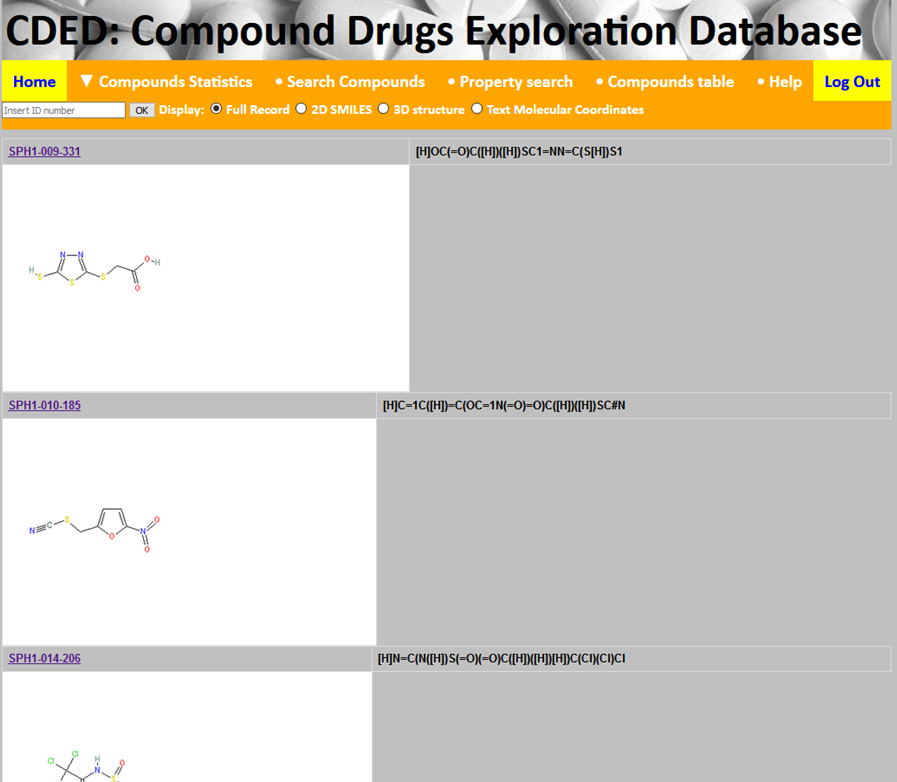 CDED: Compound Drugs Exploration Database
Home ▼ Compounds Statistics • Search Compounds • Property search • Compounds table • Help Log Out
Insert ID number OK Display: Full Record 2D SMILES 3D structure Text Molecular Coordinates
SPH1-009-331 [H]OC(=O)C([H])([H])SC1=NN=C(S[H])S1
N N
H S S O H
S O
SPH1-010-185 [H]C=1C([H])=C(OC=1N(=O)=O)C([H])([H])SC#N
N C S O
O N
O
SPH1-014-206 [H]N=C(N([H])S(=O)(=O)C([H])([H])[H])C(Cl)(Cl)Cl
Cl Cl H O
N S